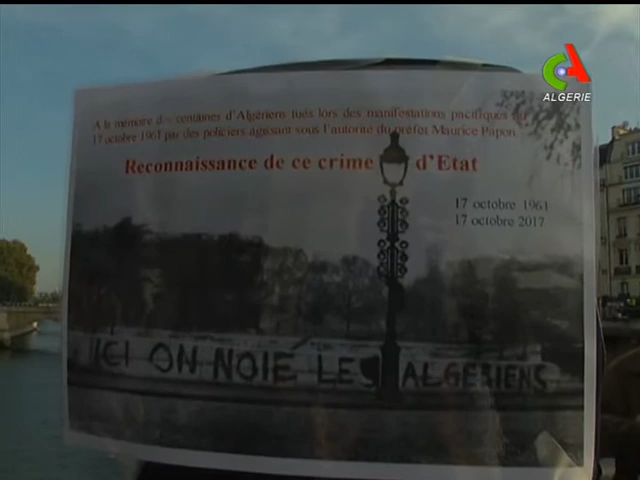 ALGERIE
A la mémoire des centaines d'Algériens tués lors des manifestations pacifiques du
17 octobre 1961 par des policiers agissant sous l'autorité du préfet Maurice Papon
Reconnaissance de ce crime d'Etat
17 octobre 1961
17 octobre 2017
ICI ON NOIE LES ALGERIENS